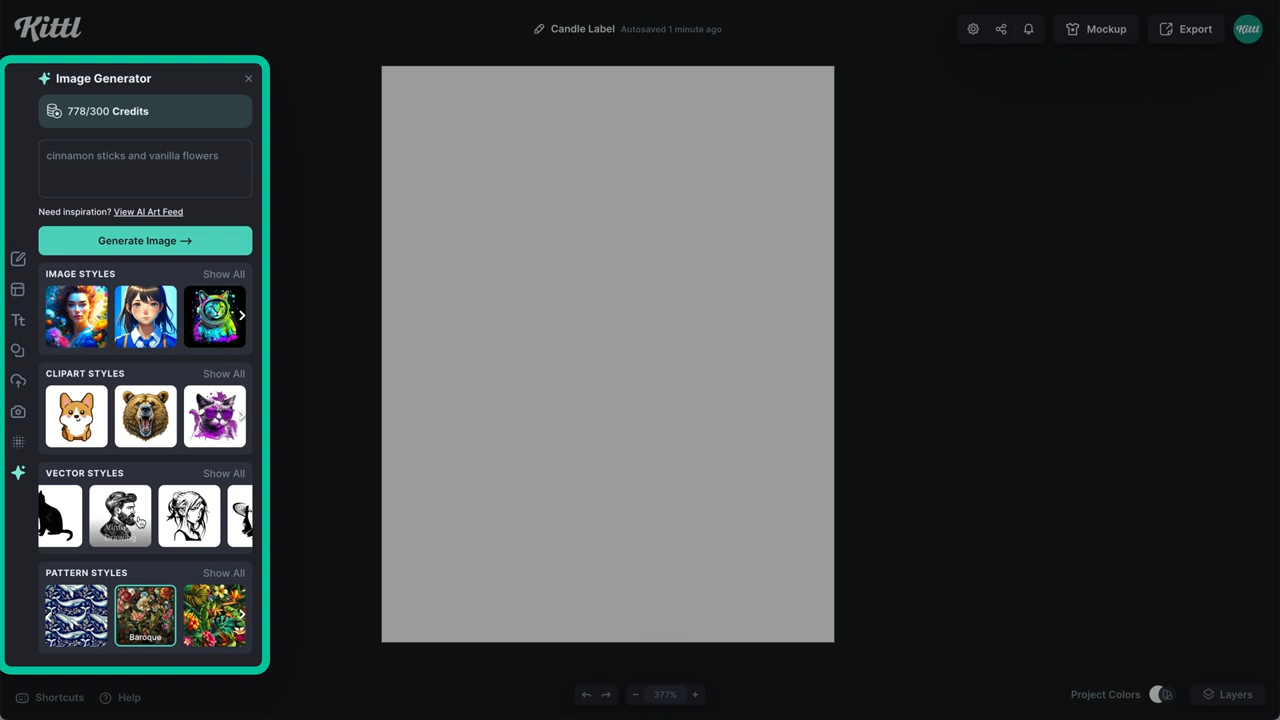 Kittl
Candle Label Autosaved 1 minute ago
Mockup
Export
Kittl
Image Generator
778/300 Credits
cinnamon sticks and vanilla flowers
Need inspiration? View AI Art Feed
Generate Image →
IMAGE STYLES Show All
CLIPART STYLES Show All
Tt
VECTOR STYLES Show All
Drawing
PATTERN STYLES Show All
Baroque
Shortcuts
Help
− 377% +
Project Colors
Layers